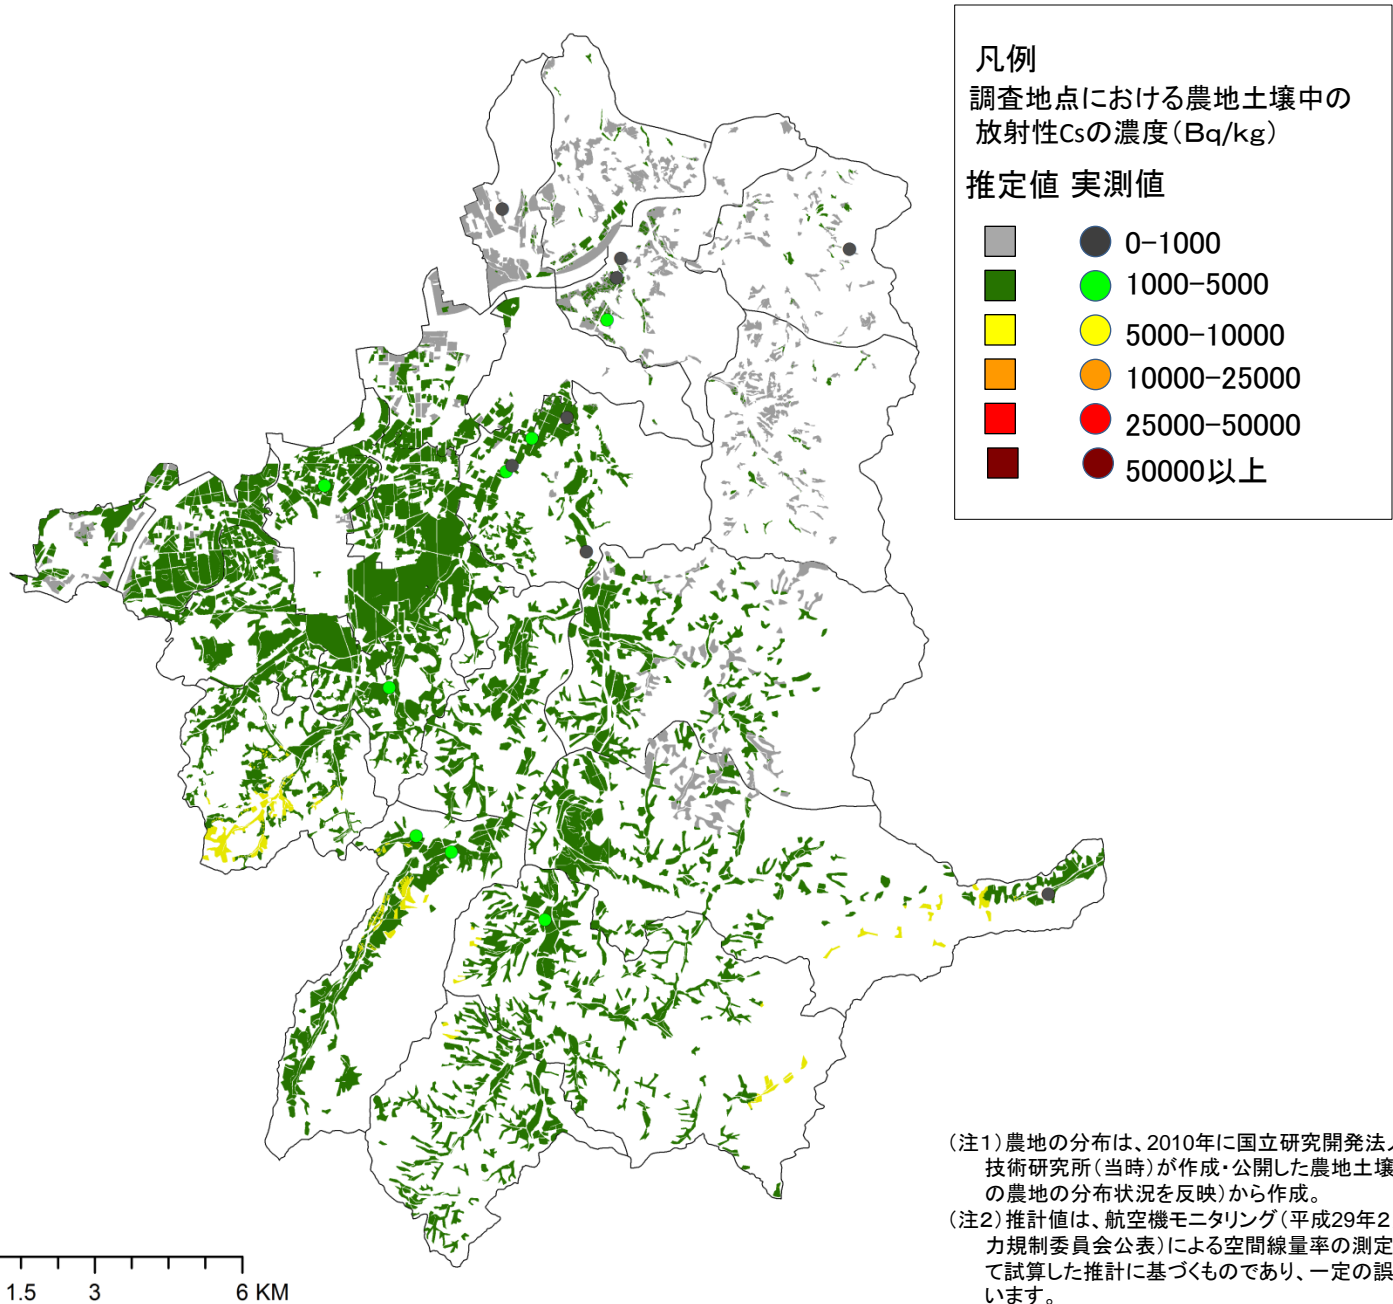 凡例
調査地点における農地土壌中の
放射性Csの濃度(Bq/kg)
推定値 実測値
0-1000
1000-5000
5000-10000
10000-25000
25000-50000
50000以上
(注1)農地の分布は、2010年に国立研究開発法
技術研究所(当時)が作成・公開した農地土壌
の農地の分布状況を反映)から作成。
(注2)推計値は、航空機モニタリング(平成29年2
力規制委員会公表)による空間線量率の測定
て試算した推計に基づくものであり、一定の誤
います。
1.5 3 6 KM